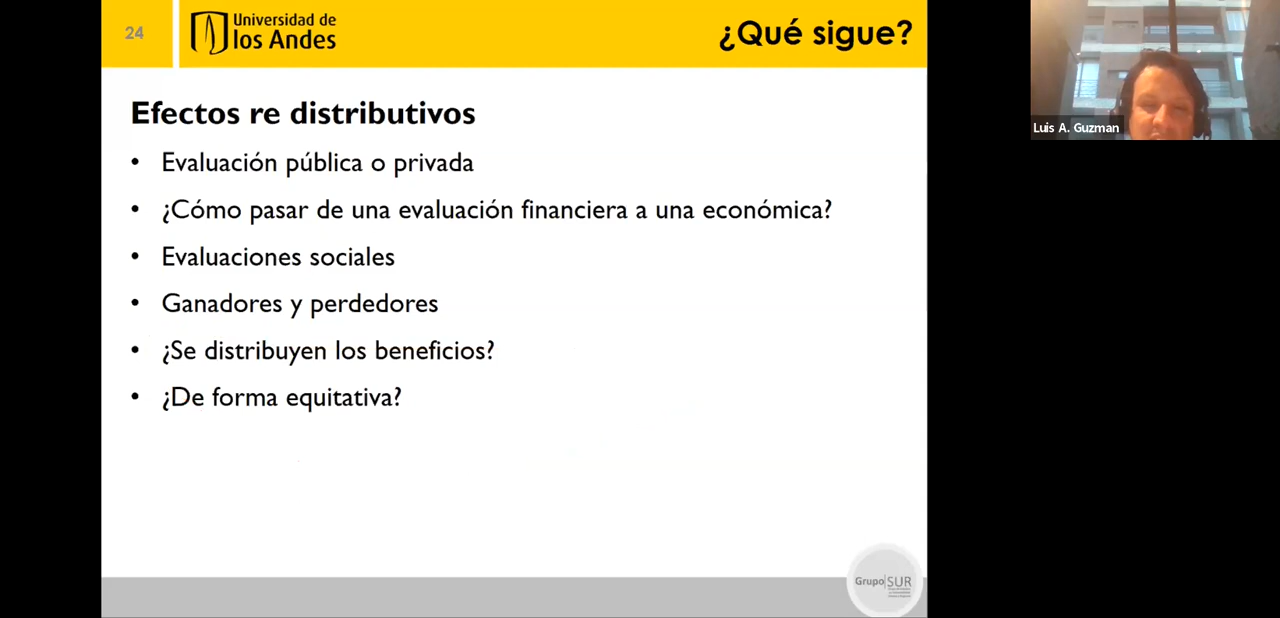 24
Universidad de
los Andes
¿Qué sigue?
Efectos re distributivos
• Evaluación pública o privada
• ¿Cómo pasar de una evaluación financiera a una económica?
• Evaluaciones sociales
• Ganadores y perdedores
• ¿Se distribuyen los beneficios?
• ¿De forma equitativa?
Grupo|SUR
Luis A. Guzman